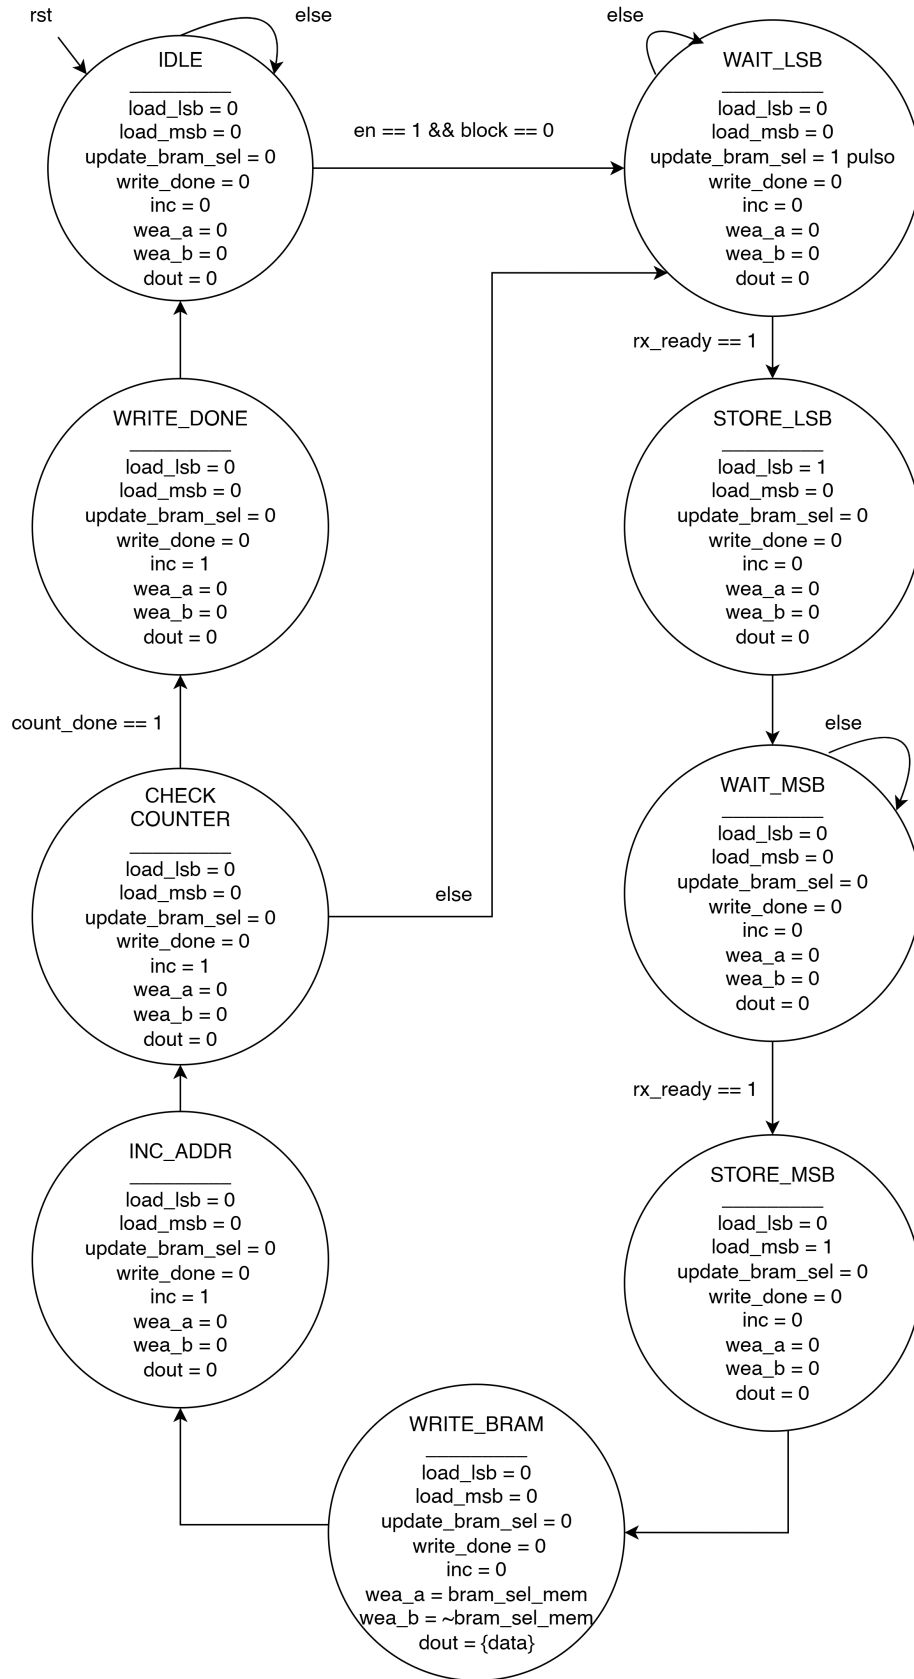 rst
else
IDLE
load_lsb = 0
load_msb = 0
update_bram_sel = 0
write_done = 0
inc = 0
wea_a = 0
wea_b = 0
dout = 0
en == 1 && block == 0
else
WAIT_LSB
load_lsb = 0
load_msb = 0
update_bram_sel = 1 pulso
write_done = 0
inc = 0
wea_a = 0
wea_b = 0
dout = 0
rx_ready == 1
STORE_LSB
load_lsb = 1
load_msb = 0
update_bram_sel = 0
write_done = 0
inc = 0
wea_a = 0
wea_b = 0
dout = 0
else
WAIT_MSB
load_lsb = 0
load_msb = 0
update_bram_sel = 0
write_done = 0
inc = 0
wea_a = 0
wea_b = 0
dout = 0
rx_ready == 1
STORE_MSB
load_lsb = 0
load_msb = 1
update_bram_sel = 0
write_done = 0
inc = 0
wea_a = 0
wea_b = 0
dout = 0
WRITE_BRAM
load_lsb = 0
load_msb = 0
update_bram_sel = 0
write_done = 0
inc = 0
wea_a = bram_sel_mem
wea_b = ~bram_sel_mem
dout = {data}
INC_ADDR
load_lsb = 0
load_msb = 0
update_bram_sel = 0
write_done = 0
inc = 1
wea_a = 0
wea_b = 0
dout = 0
CHECK
COUNTER
load_lsb = 0
load_msb = 0
update_bram_sel = 0
write_done = 0
inc = 1
wea_a = 0
wea_b = 0
dout = 0
else
count_done == 1
WRITE_DONE
load_lsb = 0
load_msb = 0
update_bram_sel = 0
write_done = 0
inc = 1
wea_a = 0
wea_b = 0
dout = 0